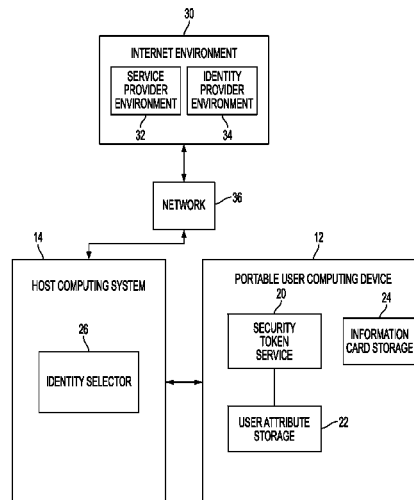 30
INTERNET ENVIRONMENT
SERVICE
PROVIDER
ENVIRONMENT
IDENTITY
PROVIDER
ENVIRONMENT
32
34
NETWORK
36
14
HOST COMPUTING SYSTEM
26
IDENTITY SELECTOR
12
PORTABLE USER COMPUTING DEVICE
20
SECURITY
TOKEN
SERVICE
24
INFORMATION
CARD STORAGE
USER ATTRIBUTE
STORAGE
22